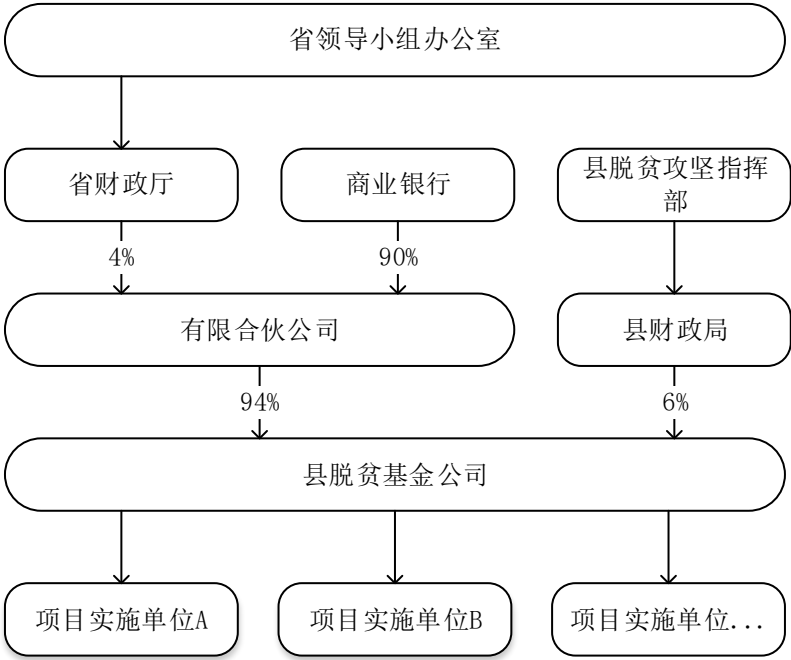 省领导小组办公室
省财政厅
商业银行
县脱贫攻坚指挥
部
4%
90%
有限合伙公司
县财政局
94%
6%
县脱贫基金公司
项目实施单位A
项目实施单位B
项目实施单位...